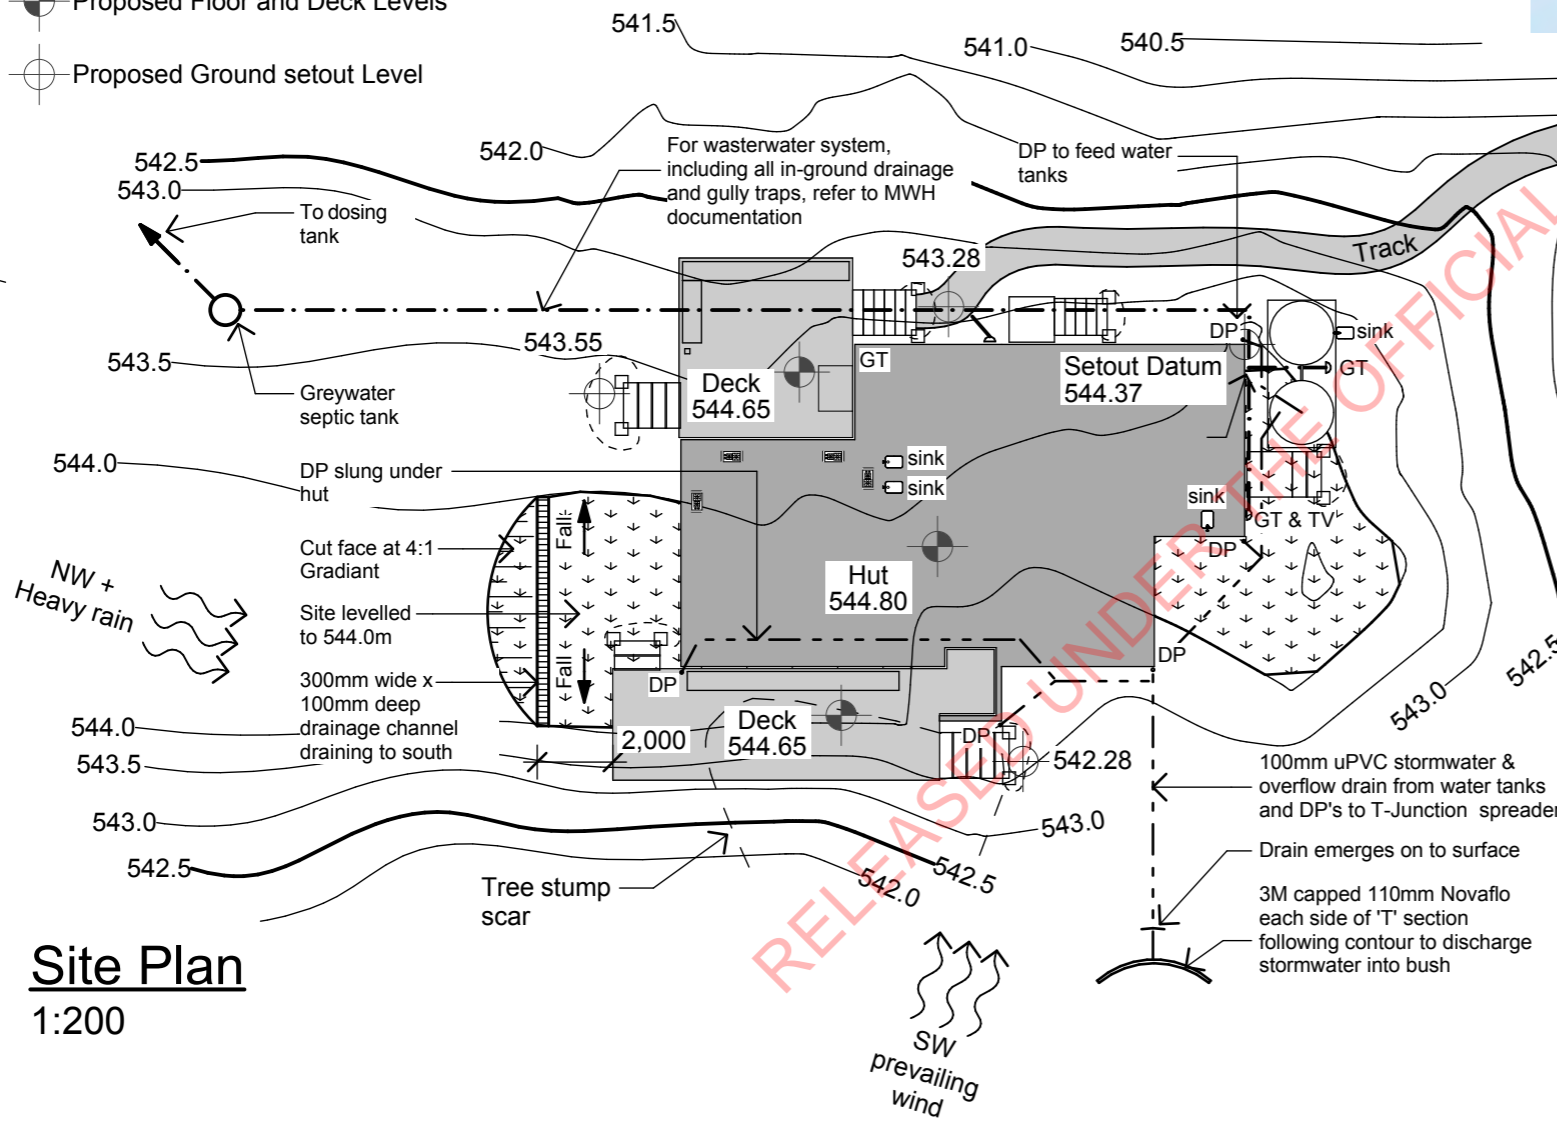 Proposed Floor and Deck Levels
Proposed Ground setout Level
541.5
541.0
540.5
542.0
542.5
543.0
For wasterwater system,
including all in-ground drainage
and gully traps, refer to MWH
documentation
DP to feed water
tanks
To dosing
tank
Track
543.28
543.5
543.55
Greywater
septic tank
Deck
544.65
GT
Setout Datum
544.37
DP
sink
GT
544.0
DP slung under
hut
sink
sink
sink
GT & TV
DP
Cut face at 4:1
Gradiant
Fall
NW +
Heavy rain
Site levelled
to 544.0m
Hut
544.80
Fall
300mm wide x
100mm deep
drainage channel
draining to south
DP
DP
542.5
543.0
544.0
543.5
2,000
Deck
544.65
DP
542.28
543.0
543.0
542.5
542.5
542.0
100mm uPVC stormwater &
overflow drain from water tanks
and DP's to T-Junction spreader
Drain emerges on to surface
Tree stump
scar
3M capped 110mm Novaflo
each side of 'T' section
following contour to discharge
stormwater into bush
Site Plan
1:200
SW
prevailing
wind
RELEASED UNDER THE OFFICIAL